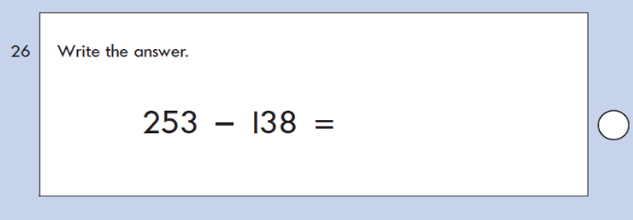 26 Write the answer.
253 – 138 =